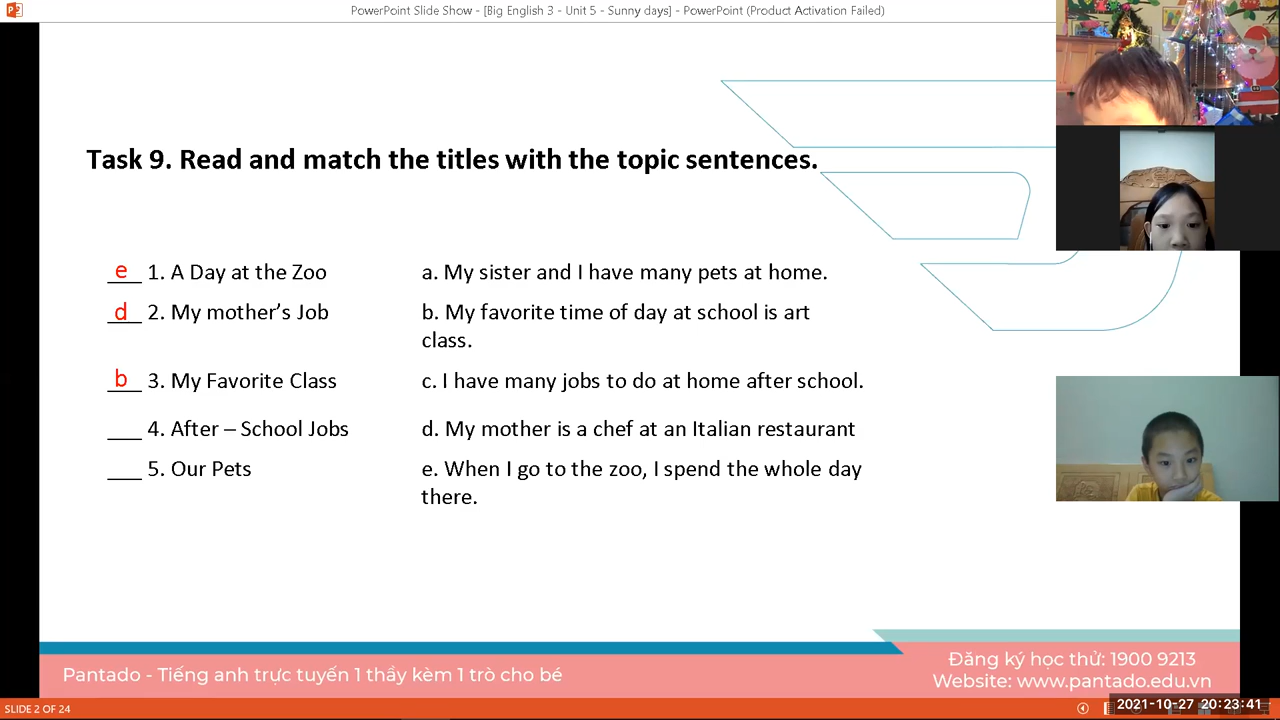 PowerPoint Slide Show - [Big English 3 - Unit 5 - Sunny days] - PowerPoint (Product Activation Failed)
Task 9. Read and match the titles with the topic sentences.
e 1. A Day at the Zoo
a. My sister and I have many pets at home.
d 2. My mother’s Job
b. My favorite time of day at school is art
class.
b 3. My Favorite Class
c. I have many jobs to do at home after school.
___ 4. After – School Jobs
d. My mother is a chef at an Italian restaurant
___ 5. Our Pets
e. When I go to the zoo, I spend the whole day
there.
Pantado - Tiếng anh trực tuyến 1 thầy kèm 1 trò cho bé
Đăng ký học thử: 1900 9213
Website: www.pantado.edu.vn
SLIDE 2 OF 24
2021-10-27 20:23:41